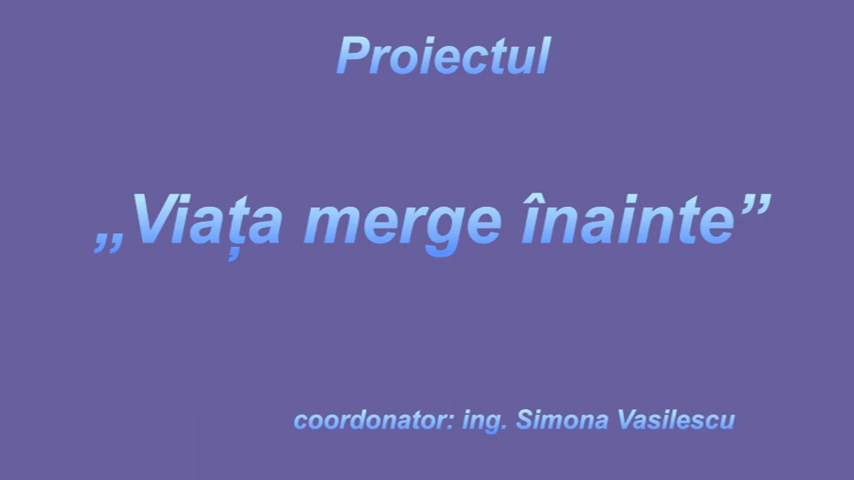 Proiectul
„Viața merge înainte”
coordonator: ing. Simona Vasilescu